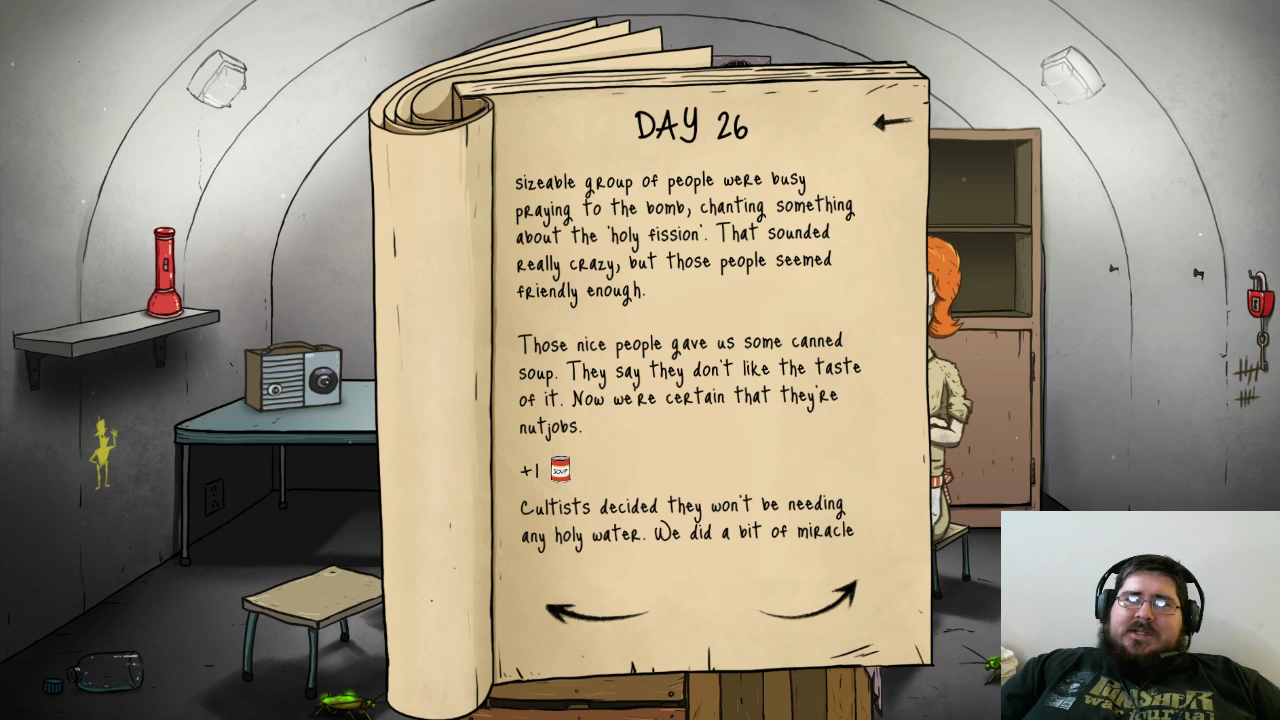 DAY 26
sizeable group of people were busy
praying to the bomb, chanting something
about the 'holy fission'. That sounded
really crazy, but those people seemed
friendly enough.
Those nice people gave us some canned
soup. They say they don't like the taste
of it. Now we're certain that they're
nutjobs.
+1 SOUP
Cultists decided they won't be needing
any holy water. We did a bit of miracle